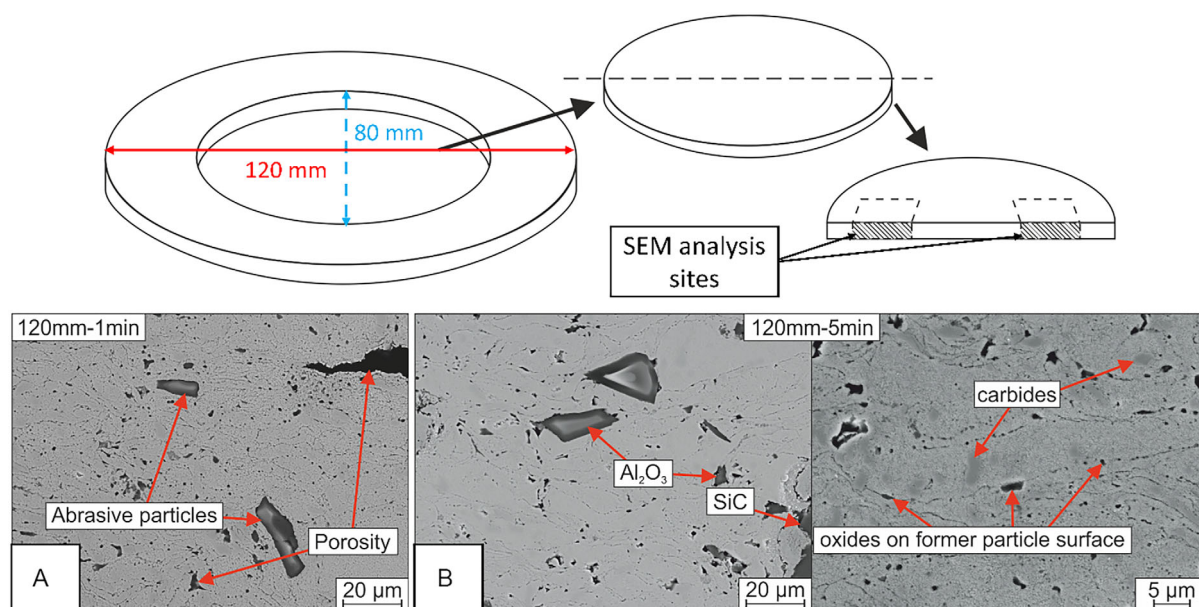 80 mm
120 mm
SEM analysis
sites
120mm-1min
Abrasive particles
Porosity
A
20 µm
120mm-5min
Al₂O₃
SiC
B
20 µm
carbides
oxides on former particle surface
5 µm